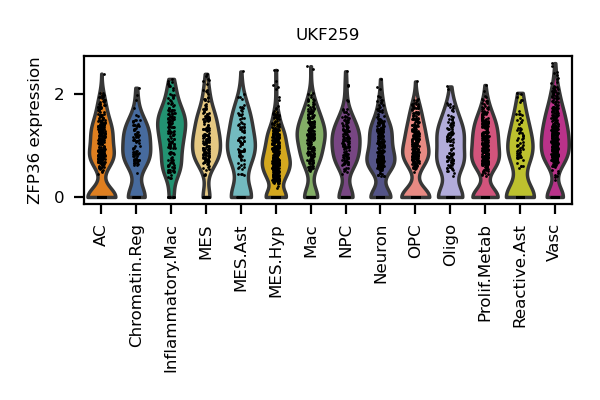 UKF259
ZFP36 expression
2
0
AC
Chromatin.Reg
Inflammatory.Mac
MES
MES.Ast
MES.Hyp
Mac
NPC
Neuron
OPC
Oligo
Prolif.Metab
Reactive.Ast
Vasc